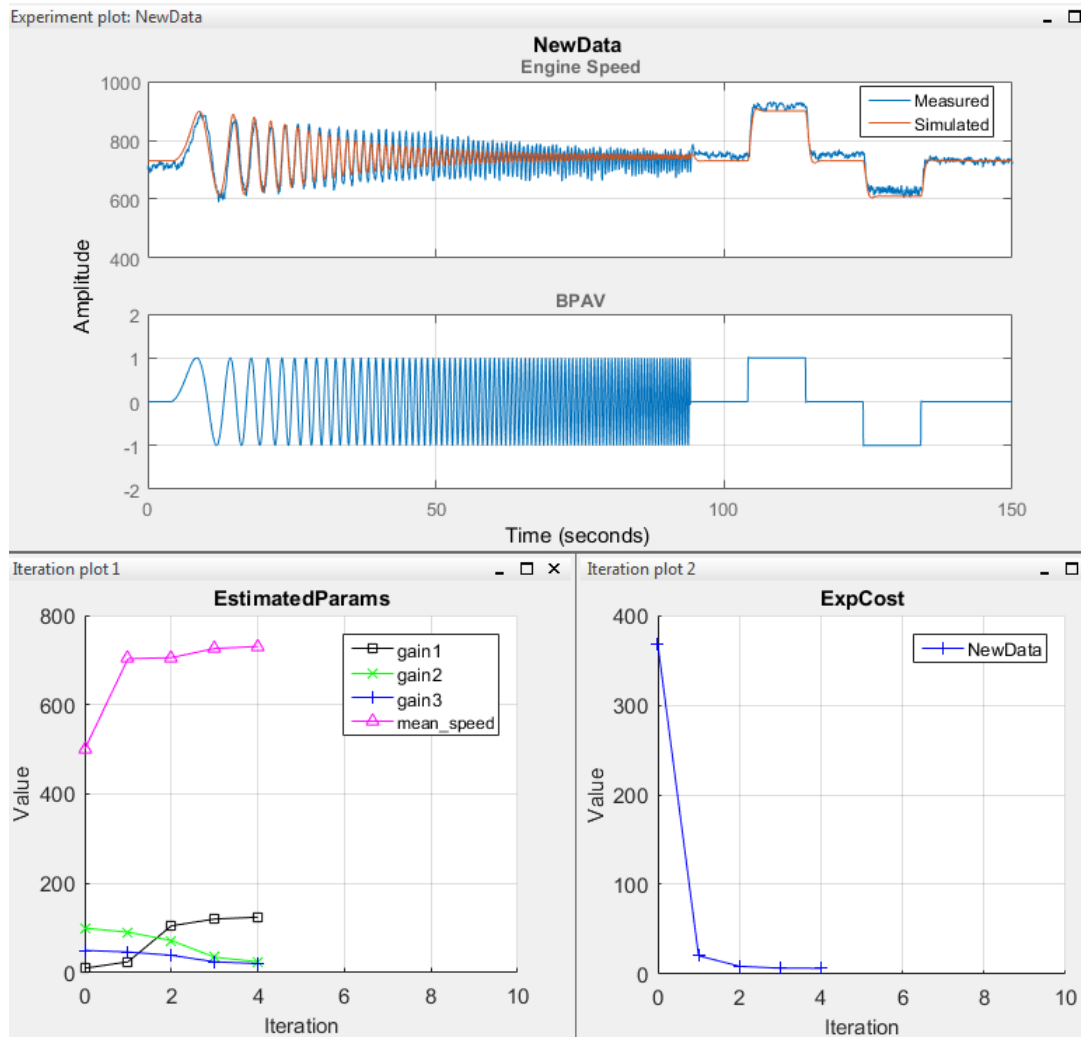 Experiment plot: NewData
NewData
Engine Speed
1000
800
600
400
Measured
Simulated
Amplitude
BPAV
2
1
0
-1
-2
0 50 100 150
Time (seconds)
Iteration plot 1
EstimatedParams
800
600
400
200
0
gain1
gain2
gain3
mean_speed
Value
0 2 4 6 8 10
Iteration
Iteration plot 2
ExpCost
400
300
200
100
0
NewData
Value
0 2 4 6 8 10
Iteration